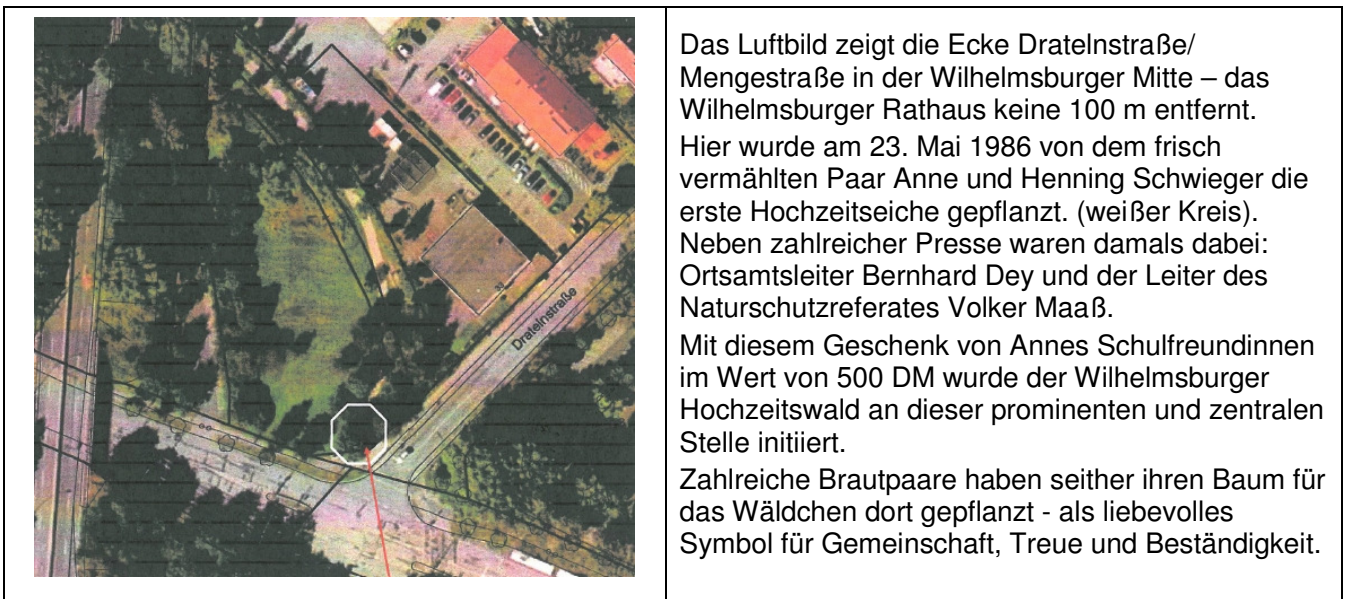 Dratelnstraße
Das Luftbild zeigt die Ecke Dratelnstraße/
Mengestraße in der Wilhelmsburger Mitte – das
Wilhelmsburger Rathaus keine 100 m entfernt.
Hier wurde am 23. Mai 1986 von dem frisch
vermählten Paar Anne und Henning Schwieger die
erste Hochzeitseiche gepflanzt. (weißer Kreis).
Neben zahlreicher Presse waren damals dabei:
Ortsamtsleiter Bernhard Dey und der Leiter des
Naturschutzreferates Volker Maaß.
Mit diesem Geschenk von Annes Schulfreundinnen
im Wert von 500 DM wurde der Wilhelmsburger
Hochzeitswald an dieser prominenten und zentralen
Stelle initiiert.
Zahlreiche Brautpaare haben seither ihren Baum für
das Wäldchen dort gepflanzt - als liebevolles
Symbol für Gemeinschaft, Treue und Beständigkeit.